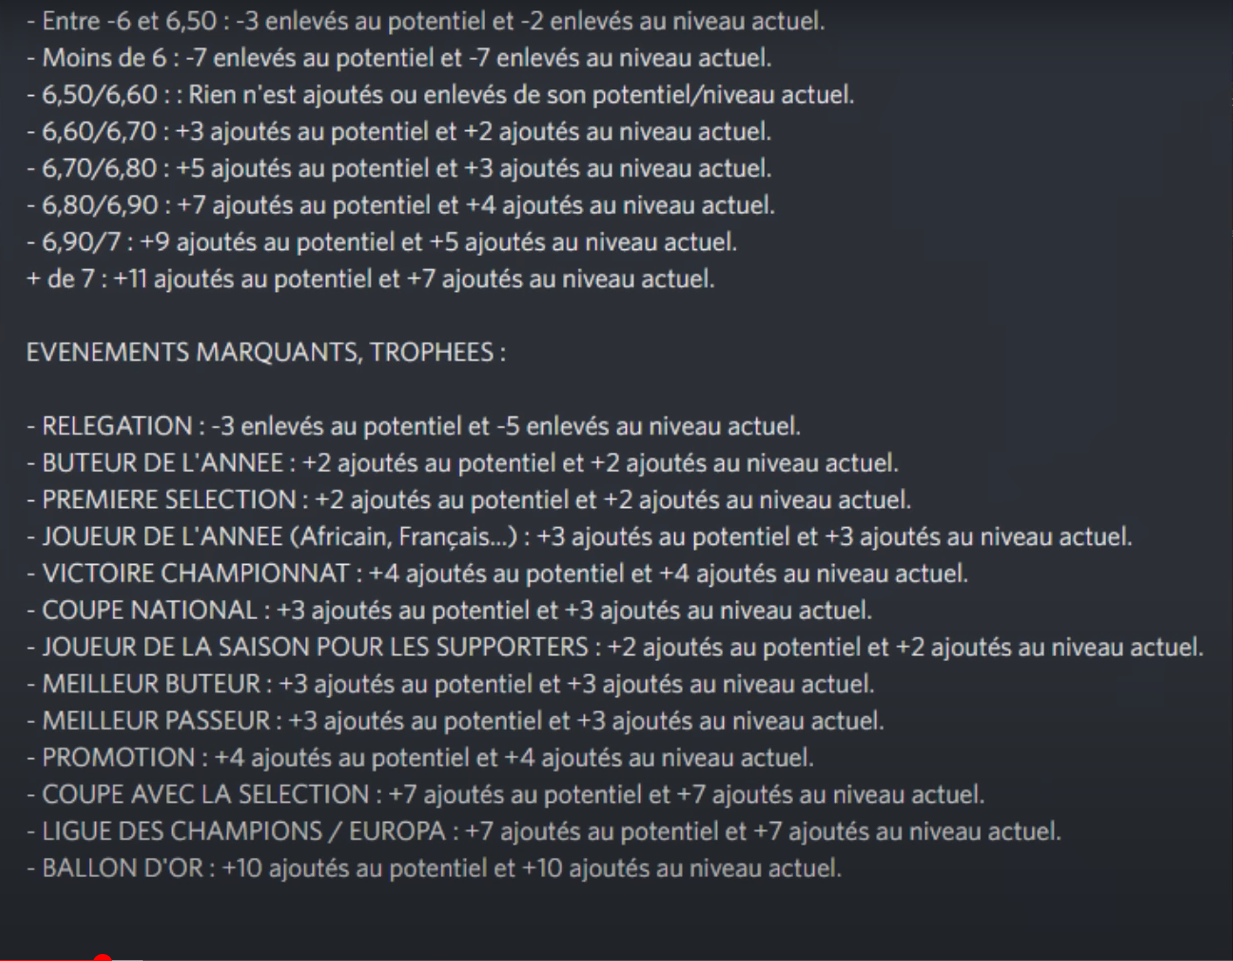 - Entre -6 et 6,50 : -3 enlevés au potentiel et -2 enlevés au niveau actuel.
- Moins de 6 : -7 enlevés au potentiel et -7 enlevés au niveau actuel.
- 6,50/6,60 : : Rien n'est ajoutés ou enlevés de son potentiel/niveau actuel.
- 6,60/6,70 : +3 ajoutés au potentiel et +2 ajoutés au niveau actuel.
- 6,70/6,80 : +5 ajoutés au potentiel et +3 ajoutés au niveau actuel.
- 6,80/6,90 : +7 ajoutés au potentiel et +4 ajoutés au niveau actuel.
- 6,90/7 : +9 ajoutés au potentiel et +5 ajoutés au niveau actuel.
+ de 7 : +11 ajoutés au potentiel et +7 ajoutés au niveau actuel.
EVENEMENTS MARQUANTS, TROPHEES :
- RELEGATION : -3 enlevés au potentiel et -5 enlevés au niveau actuel.
- BUTEUR DE L'ANNEE : +2 ajoutés au potentiel et +2 ajoutés au niveau actuel.
- PREMIERE SELECTION : +2 ajoutés au potentiel et +2 ajoutés au niveau actuel.
- JOUEUR DE L'ANNEE (Africain, Français...) : +3 ajoutés au potentiel et +3 ajoutés au niveau actuel.
- VICTOIRE CHAMPIONNAT : +4 ajoutés au potentiel et +4 ajoutés au niveau actuel.
- COUPE NATIONAL : +3 ajoutés au potentiel et +3 ajoutés au niveau actuel.
- JOUEUR DE LA SAISON POUR LES SUPPORTERS : +2 ajoutés au potentiel et +2 ajoutés au niveau actuel.
- MEILLEUR BUTEUR : +3 ajoutés au potentiel et +3 ajoutés au niveau actuel.
- MEILLEUR PASSEUR : +3 ajoutés au potentiel et +3 ajoutés au niveau actuel.
- PROMOTION : +4 ajoutés au potentiel et +4 ajoutés au niveau actuel.
- COUPE AVEC LA SELECTION : +7 ajoutés au potentiel et +7 ajoutés au niveau actuel.
- LIGUE DES CHAMPIONS / EUROPA : +7 ajoutés au potentiel et +7 ajoutés au niveau actuel.
- BALLON D'OR : +10 ajoutés au potentiel et +10 ajoutés au niveau actuel.